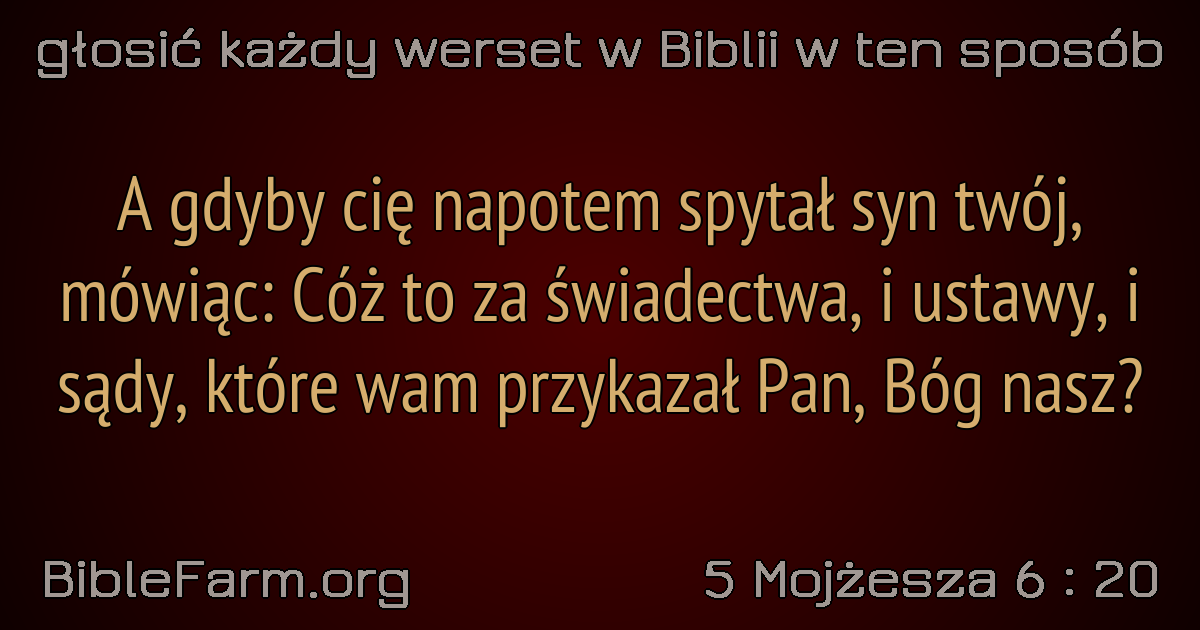 głosić każdy werset w Biblii w ten sposób
A gdyby cię napotem spytał syn twój,
mówiąc: Cóż to za świadectwa, i ustawy, i
sądy, które wam przykazał Pan, Bóg nasz?
BibleFarm.org
5 Mojżesza 6 : 20